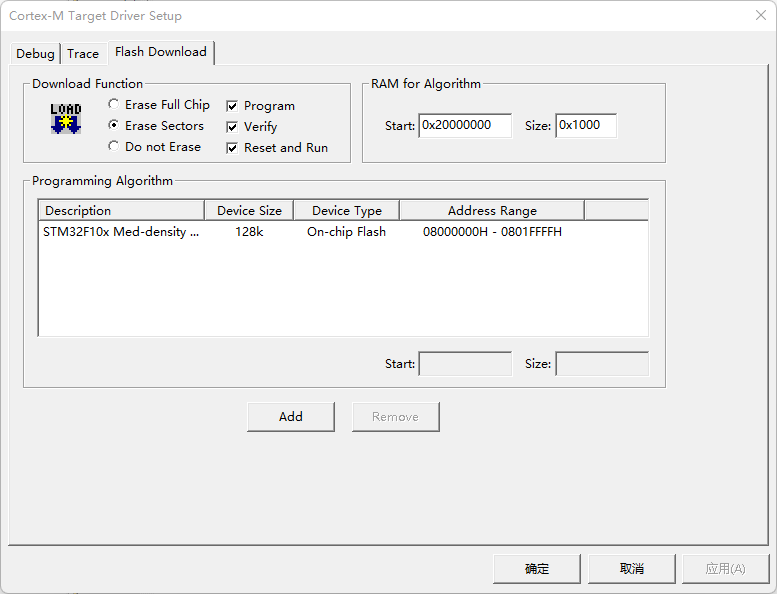 Cortex-M Target Driver Setup
Debug Trace Flash Download
Download Function
LOAD
Erase Full Chip
Erase Sectors
Do not Erase
Program
Verify
Reset and Run
RAM for Algorithm
Start: 0x20000000 Size: 0x1000
Programming Algorithm
Description Device Size Device Type Address Range
STM32F10x Med-density ... 128k On-chip Flash 08000000H - 0801FFFFH
Start: Size:
Add Remove
确定 取消 应用(A)